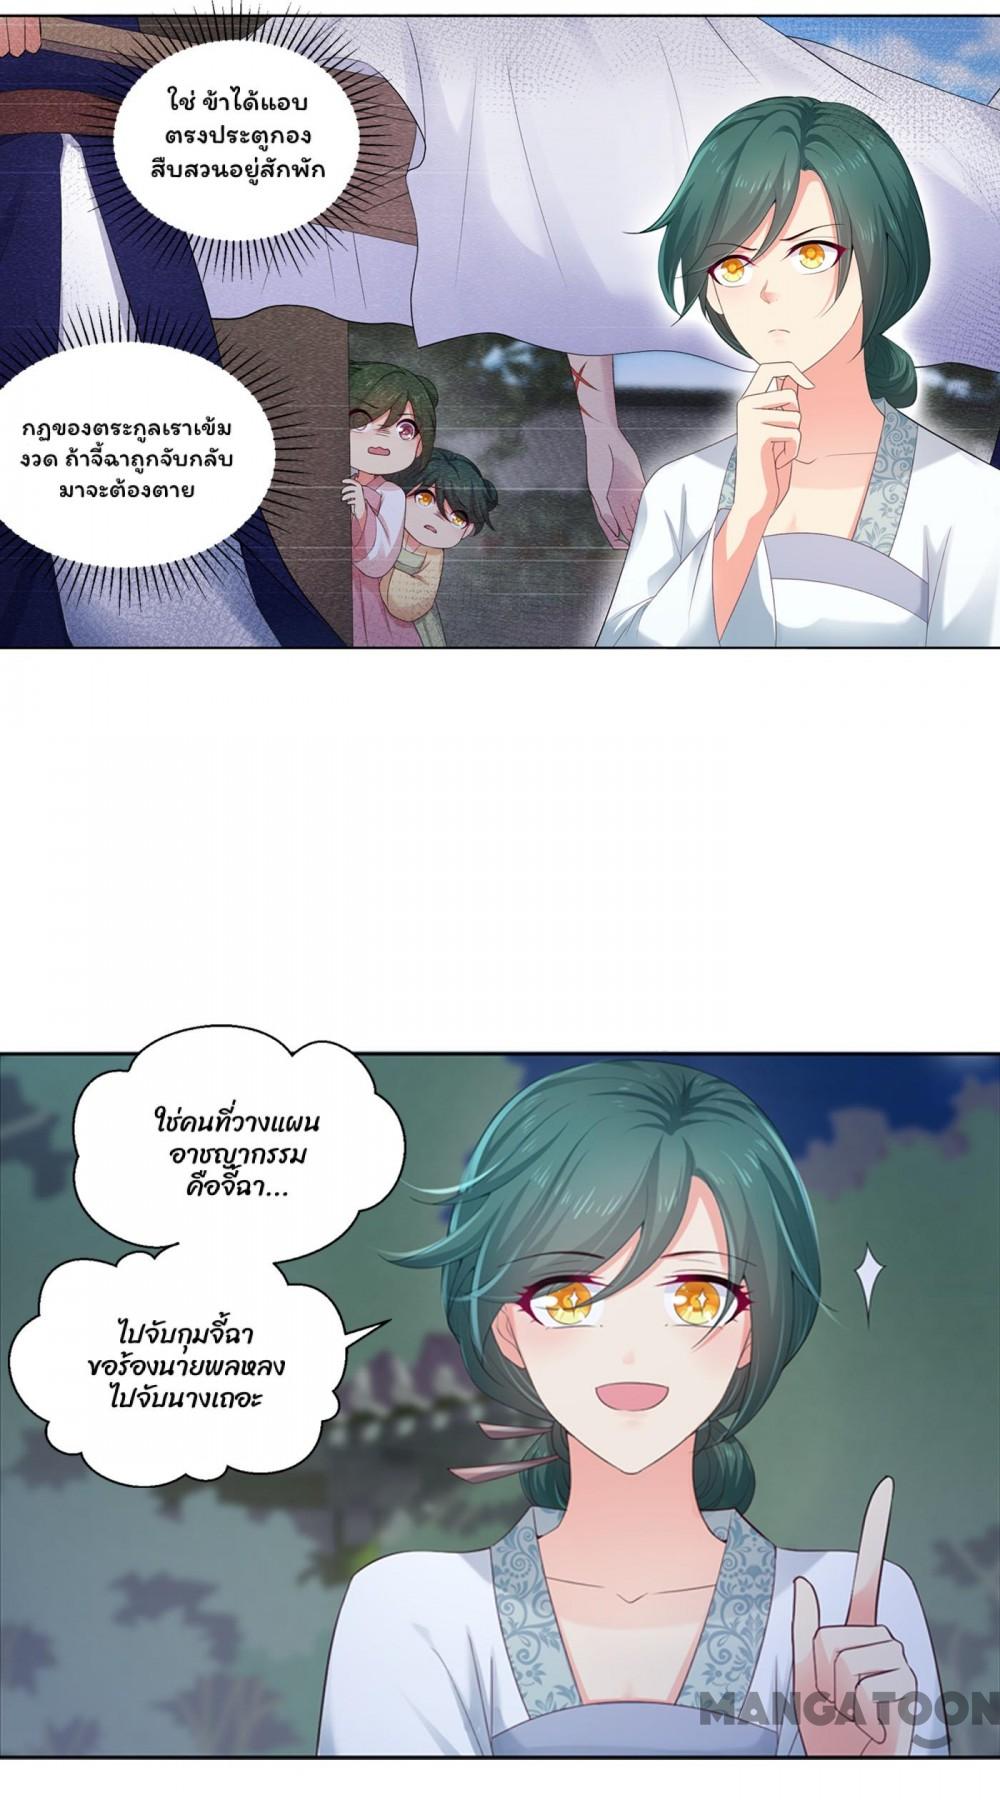 ใช่ ข้าได้แอบ
ตรงประตูกอง
สืบสวนอยู่สักพัก
กฏของตระกูลเราเข้ม
งวด ถ้าจี้ฉาถูกจับกลับ
มาจะต้องตาย
ใช่คนที่วางแผน
อาชญากรรม
คือจี้ฉา...
ไปจับกุมจี้ฉา
ขอร้องนายพลหลง
ไปจับนางเถอะ
MANGATOON